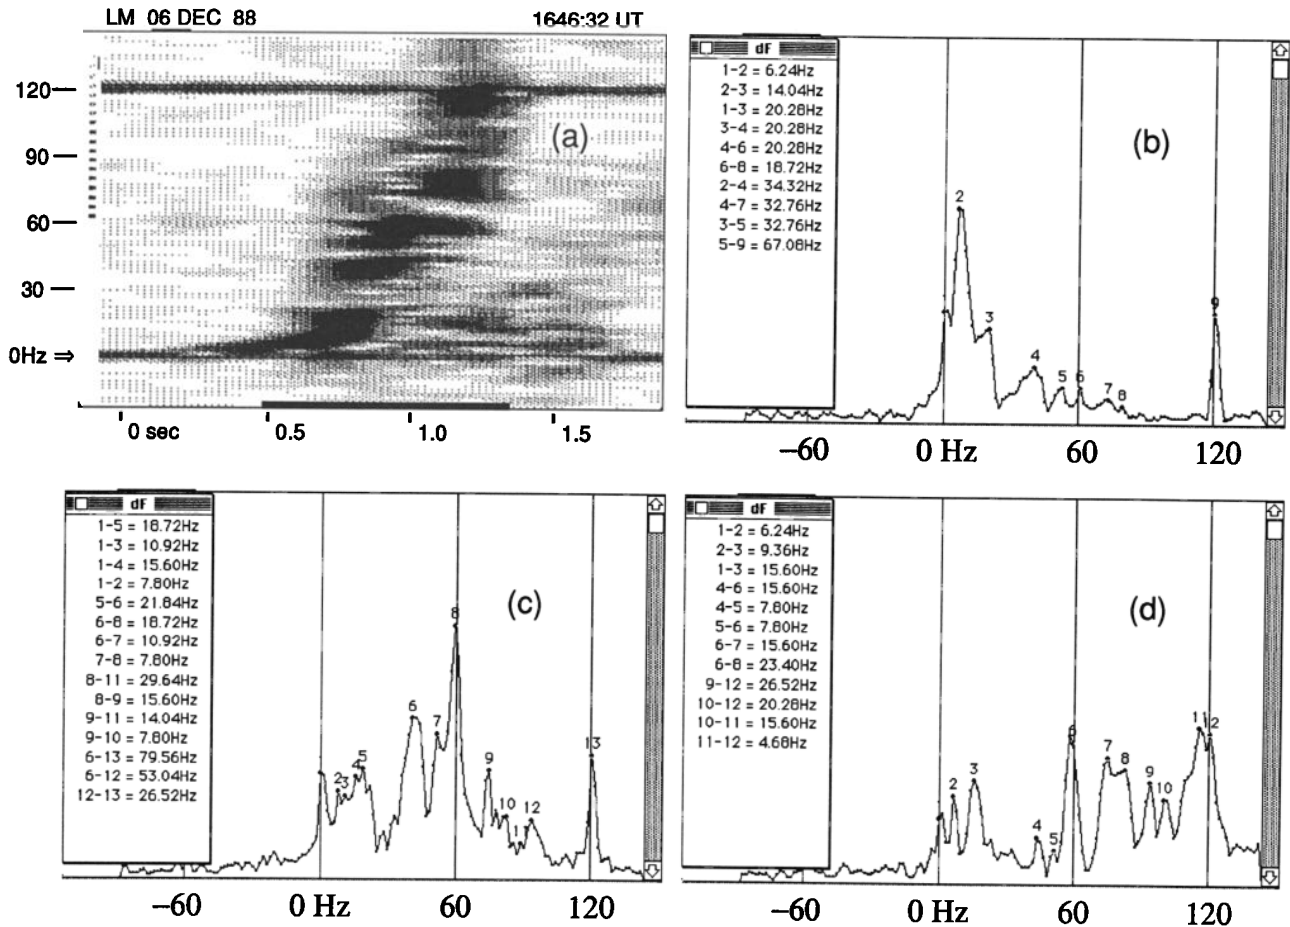 LM 06 DEC 88 1646:32 UT
120
90
60
30
0Hz ⇒
(a)
0 sec 0.5 1.0 1.5
dF
1-2 = 6.24Hz
2-3 = 14.04Hz
1-3 = 20.28Hz
3-4 = 20.28Hz
4-6 = 20.28Hz
6-8 = 18.72Hz
2-4 = 34.32Hz
4-7 = 32.76Hz
3-5 = 32.76Hz
5-9 = 67.08Hz
(b)
2
3
4
5
6
7
8
9
−60 0 Hz 60 120
dF
1-5 = 18.72Hz
1-3 = 10.92Hz
1-4 = 15.60Hz
1-2 = 7.80Hz
5-6 = 21.84Hz
6-8 = 18.72Hz
6-7 = 10.92Hz
7-8 = 7.80Hz
8-11 = 29.64Hz
8-9 = 15.60Hz
9-11 = 14.04Hz
9-10 = 7.80Hz
6-13 = 79.56Hz
6-12 = 53.04Hz
12-13 = 26.52Hz
(c)
2
3
4
5
6
7
8
9
10
11
12
13
−60 0 Hz 60 120
dF
1-2 = 6.24Hz
2-3 = 9.36Hz
1-3 = 15.60Hz
4-6 = 15.60Hz
4-5 = 7.80Hz
5-6 = 7.80Hz
6-7 = 15.60Hz
6-8 = 23.40Hz
9-12 = 26.52Hz
10-12 = 20.28Hz
10-11 = 15.60Hz
11-12 = 4.68Hz
(d)
2
3
4
5
6
7
8
9
10
11
12
−60 0 Hz 60 120